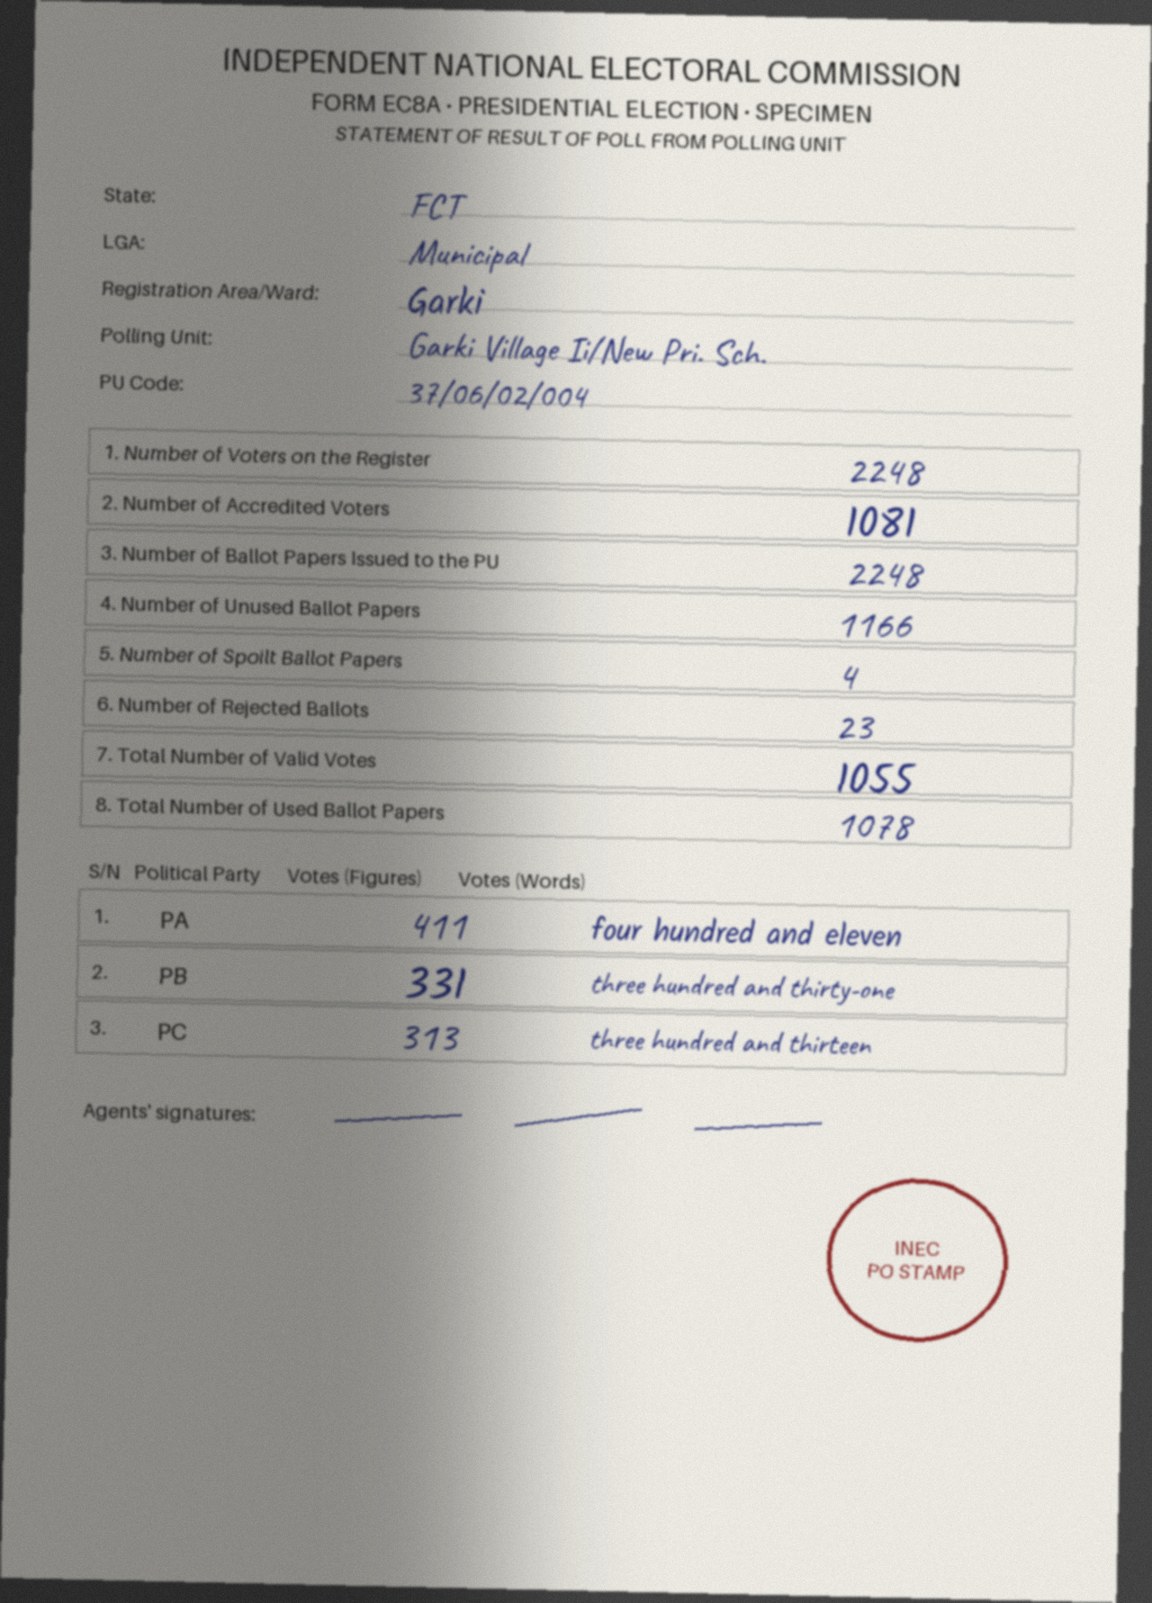 INDEPENDENT NATIONAL ELECTORAL COMMISSION
FORM EC8A · PRESIDENTIAL ELECTION · SPECIMEN
STATEMENT OF RESULT OF POLL FROM POLLING UNIT
State: FCT
LGA: Municipal
Registration Area/Ward: Garki
Polling Unit: Garki Village Ii/New Pri. Sch.
PU Code: 37/06/02/004
1. Number of Voters on the Register 2248
2. Number of Accredited Voters 1081
3. Number of Ballot Papers Issued to the PU 2248
4. Number of Unused Ballot Papers 1166
5. Number of Spoilt Ballot Papers 4
6. Number of Rejected Ballots 23
7. Total Number of Valid Votes 1055
8. Total Number of Used Ballot Papers 1078
S/N Political Party Votes (Figures) Votes (Words)
1. PA 411 four hundred and eleven
2. PB 331 three hundred and thirty-one
3. PC 313 three hundred and thirteen
Agents' signatures:
INEC
PO STAMP